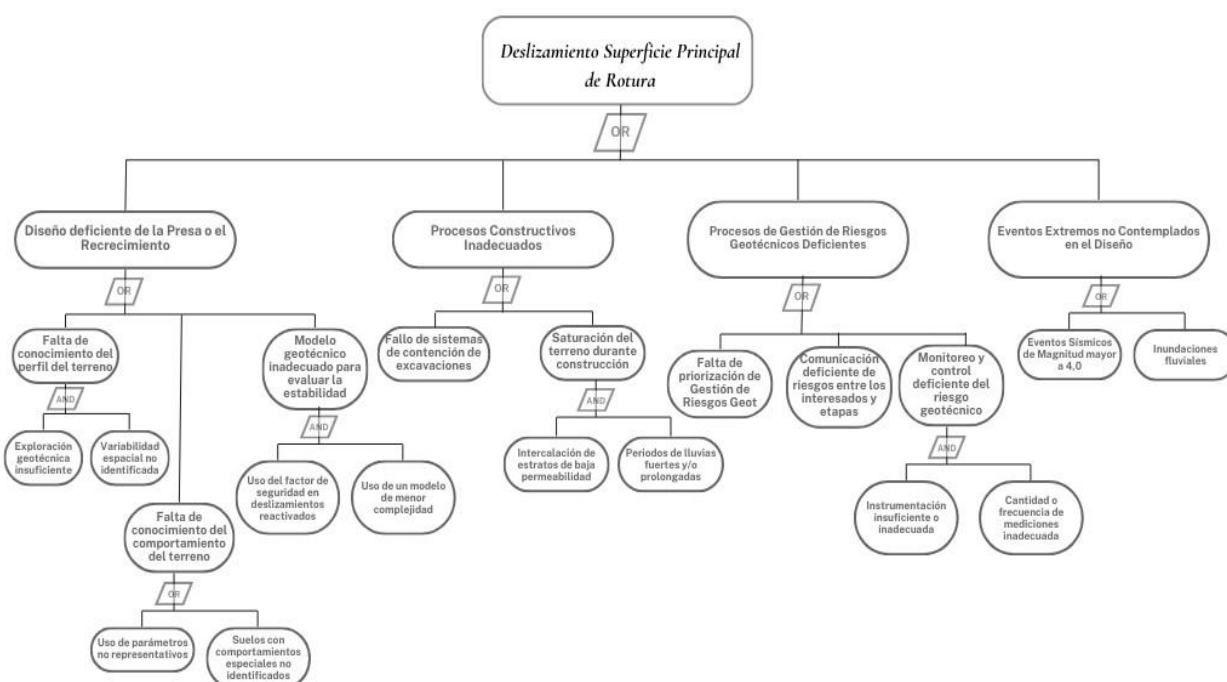 Deslizamiento Superficie Principal
de Rotura
OR
Diseño deficiente de la Presa o el
Recrecimiento
Procesos Constructivos
Inadecuados
Procesos de Gestión de Riesgos
Geotécnicos Deficientes
Eventos Extremos no Contemplados
en el Diseño
OR
OR
OR
OR
Falta de
conocimiento del
perfil del terreno
Modelo
geotécnico
inadecuado para
evaluar la
estabilidad
Fallo de sistemas
de contención de
excavaciones
Saturación del
terreno durante
construcción
Falta de
priorización de
Gestión de
Riesgos Geot
Comunicación
deficiente de
riesgos entre los
interesados y
etapas
Monitoreo y
control
deficiente del
riesgo
geotécnico
Eventos Sísmicos
de Magnitud mayor
a 4,0
Inundaciones
fluviales
AND
AND
AND
AND
Exploración
geotécnica
insuficiente
Variabilidad
espacial no
identificada
Uso del factor de
seguridad en
deslizamientos
reactivados
Uso de un modelo
de menor
complejidad
Intercalación de
estratos de baja
permeabilidad
Periodos de lluvias
fuertes y/o
prolongadas
Instrumentación
insuficiente o
inadecuada
Cantidad o
frecuencia de
mediciones
inadecuada
Falta de
conocimiento del
comportamiento
del terreno
OR
Uso de parámetros
no representativos
Suelos con
comportamientos
especiales no
identificados